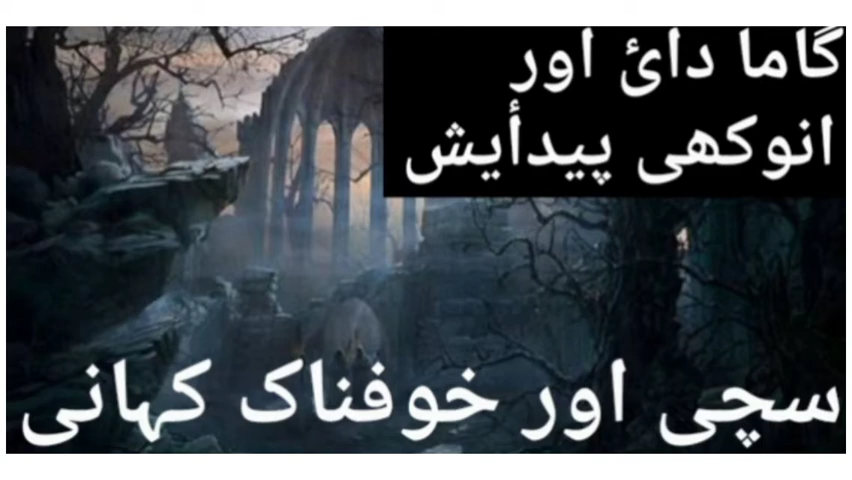 گاما دائ اور
انوکھی پیدأیش
سچی اور خوفناک کہانی